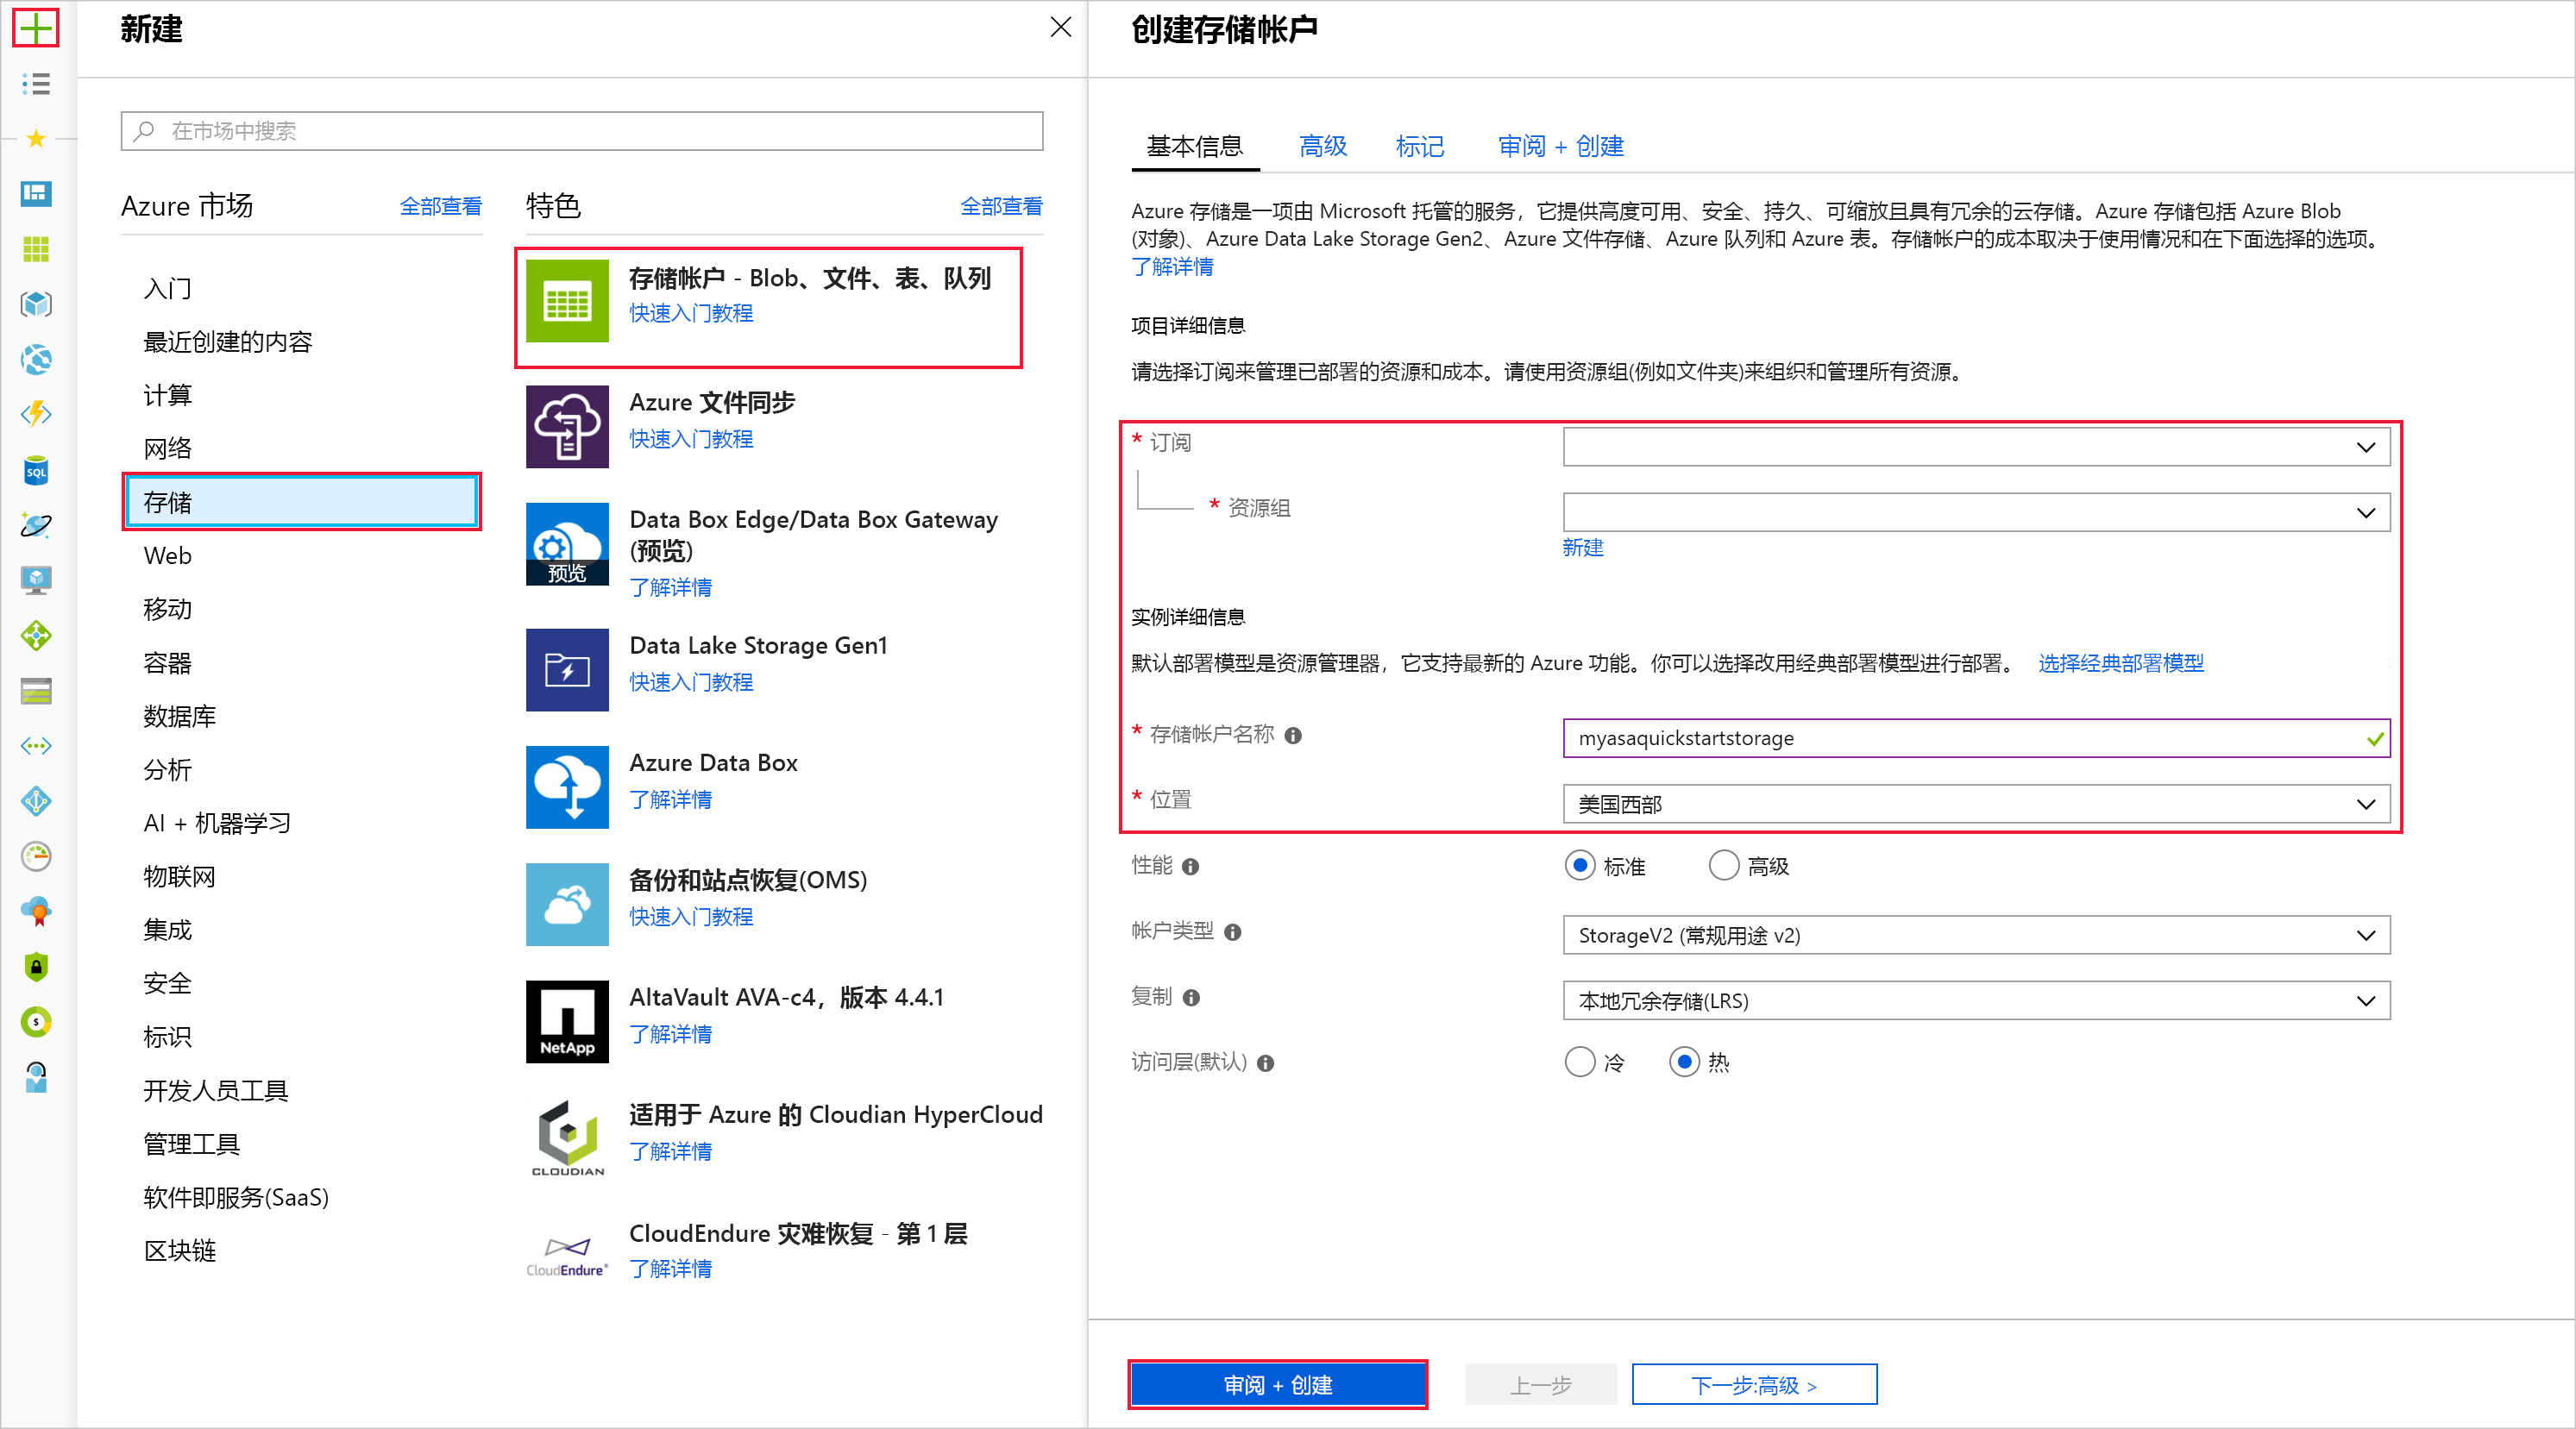 新建
在市场中搜索
Azure 市场
全部查看
入门
最近创建的内容
计算
网络
存储
Web
移动
容器
数据库
分析
AI + 机器学习
物联网
集成
安全
标识
开发人员工具
管理工具
软件即服务(SaaS)
区块链
特色
全部查看
存储帐户 - Blob、文件、表、队列
快速入门教程
Azure 文件同步
快速入门教程
预览
Data Box Edge/Data Box Gateway
(预览)
了解详情
Data Lake Storage Gen1
快速入门教程
Azure Data Box
了解详情
备份和站点恢复(OMS)
快速入门教程
NetApp
AltaVault AVA-c4，版本 4.4.1
了解详情
CLOUDIAN
适用于 Azure 的 Cloudian HyperCloud
了解详情
CloudEndure
CloudEndure 灾难恢复 - 第 1 层
了解详情
SQL
创建存储帐户
基本信息 高级 标记 审阅 + 创建
Azure 存储是一项由 Microsoft 托管的服务，它提供高度可用、安全、持久、可缩放且具有冗余的云存储。Azure 存储包括 Azure Blob
(对象)、Azure Data Lake Storage Gen2、Azure 文件存储、Azure 队列和 Azure 表。存储帐户的成本取决于使用情况和在下面选择的选项。
了解详情
项目详细信息
请选择订阅来管理已部署的资源和成本。请使用资源组(例如文件夹)来组织和管理所有资源。
* 订阅
* 资源组
新建
实例详细信息
默认部署模型是资源管理器，它支持最新的 Azure 功能。你可以选择改用经典部署模型进行部署。 选择经典部署模型
* 存储帐户名称 myasaquickstartstorage
* 位置 美国西部
性能 标准 高级
帐户类型 StorageV2 (常规用途 v2)
复制 本地冗余存储(LRS)
访问层(默认) 冷 热
审阅 + 创建 上一步 下一步:高级 >